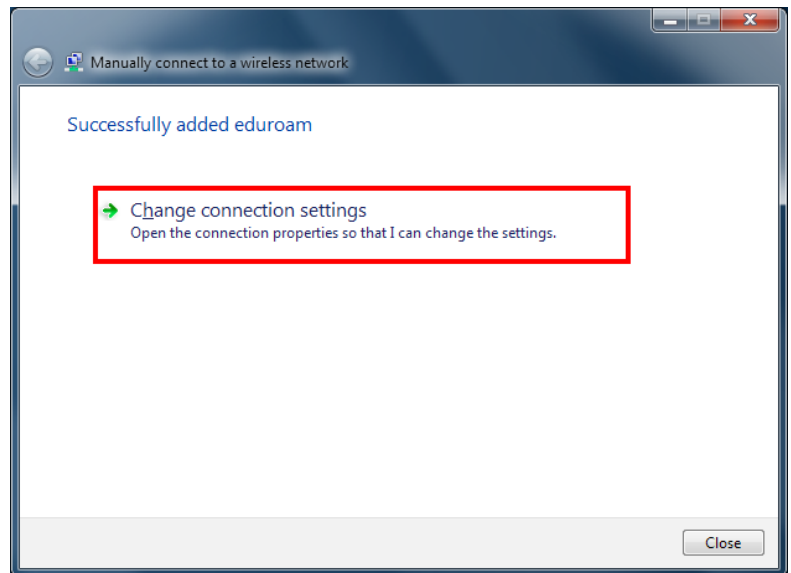 Manually connect to a wireless network
Successfully added eduroam
Change connection settings
Open the connection properties so that I can change the settings.
Close